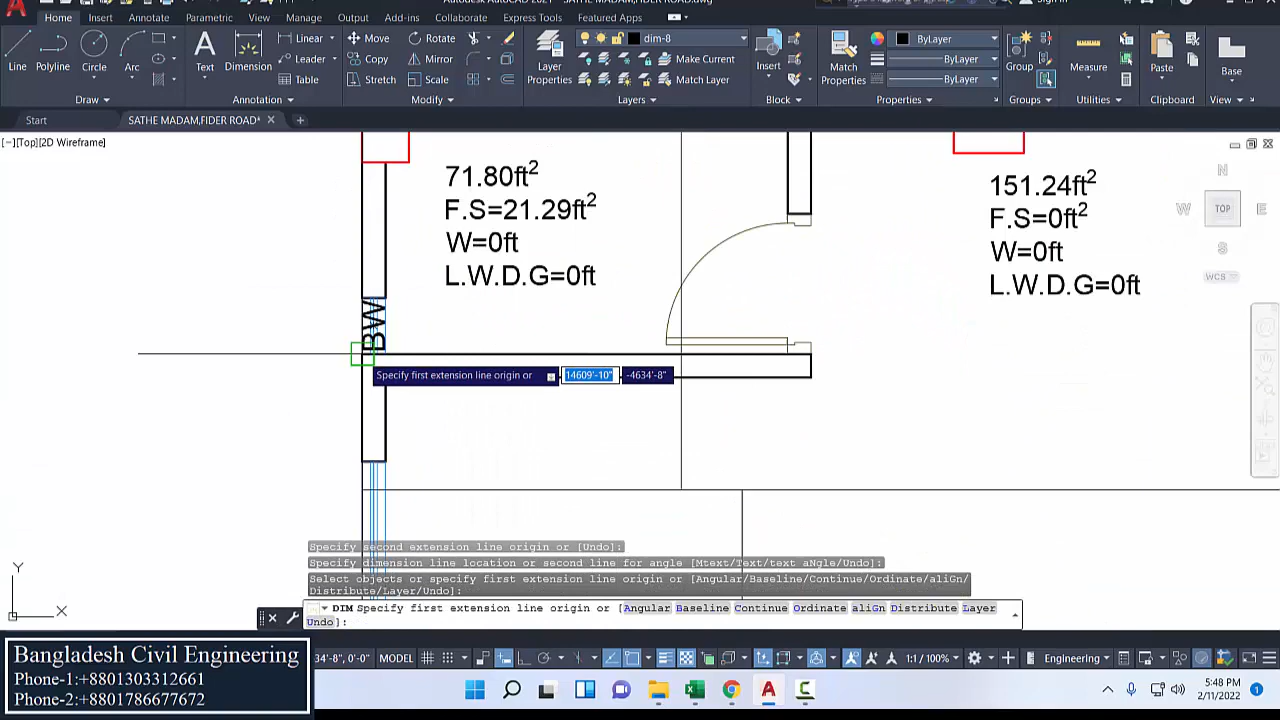 Autodesk AutoCAD 2021 SATHE MADAM,FIDER ROAD.dwg
Sign In
Home Insert Annotate Parametric View Manage Output Add-ins Collaborate Express Tools Featured Apps
Line Polyline Circle Arc
Draw
Text Dimension
Linear
Leader
Table
Annotation
Move Rotate
Copy Mirror
Stretch Scale
Modify
Layer Properties
dim-8
Make Current
Match Layer
Layers
Insert
Block
Match Properties
ByLayer
ByLayer
ByLayer
Properties
Group
Groups
Measure
Utilities
Paste
Clipboard
Base
View
Start SATHE MADAM,FIDER ROAD*
[−][Top][2D Wireframe]
71.80ft2
F.S=21.29ft2
W=0ft
L.W.D.G=0ft
151.24ft2
F.S=0ft2
W=0ft
L.W.D.G=0ft
N
W TOP E
S
WCS
BW
Specify first extension line origin or 14609'-10" -4634'-8"
Specify second extension line origin or [Undo]:
Specify dimension line location or second line for angle [Mtext/Text/text aNgle/Undo]:
Select objects or specify first extension line origin or [Angular/Baseline/Continue/Ordinate/aliGn/
Distribute/Layer/Undo]:
DIM Specify first extension line origin or [Angular Baseline Continue Ordinate aliGn Distribute Layer
Undo]:
Y
X
34'-8", 0'-0" MODEL 1:1 / 100% Engineering
Bangladesh Civil Engineering
Phone-1:+8801303312661
Phone-2:+8801786677672
5:48 PM
2/11/2022
1